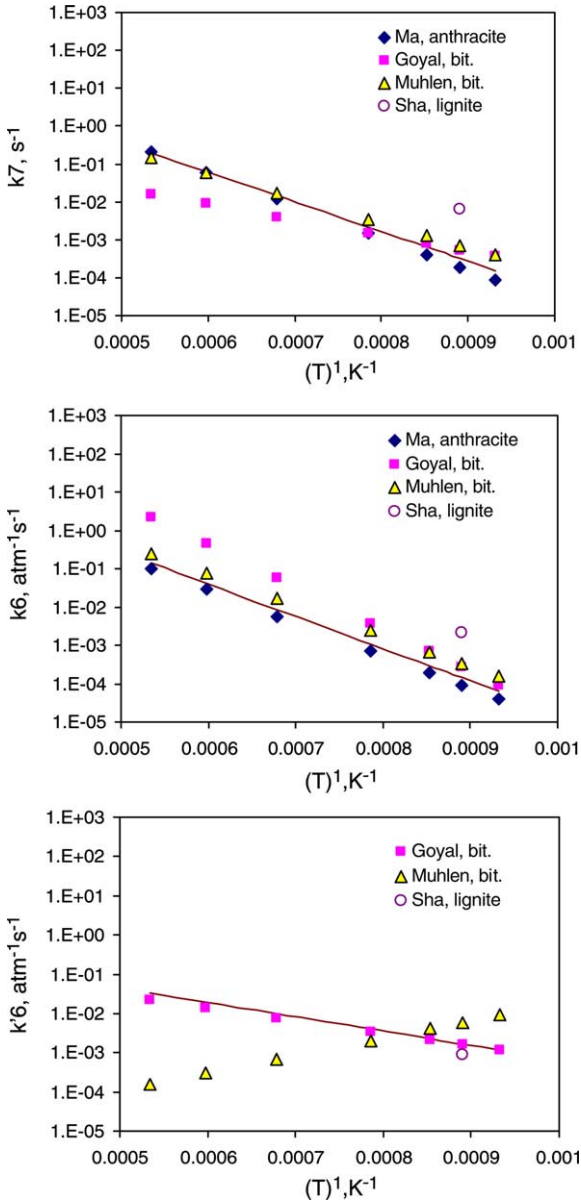 1.E+03
Ma, anthracite
1.E+02
Goyal, bit.
Muhlen, bit.
1.E+01
Sha, lignite
1.E+00
k7, s-1
1.E-01
1.E-02
1.E-03
1.E-04
1.E-05
0.0005 0.0006 0.0007 0.0008 0.0009 0.001
(T)1,K-1
1.E+03
Ma, anthracite
1.E+02
Goyal, bit.
Muhlen, bit.
1.E+01
Sha, lignite
1.E+00
k6, atm-1s-1
1.E-01
1.E-02
1.E-03
1.E-04
1.E-05
0.0005 0.0006 0.0007 0.0008 0.0009 0.001
(T)1,K-1
1.E+03
Goyal, bit.
1.E+02
Muhlen, bit.
Sha, lignite
1.E+01
1.E+00
k'6, atm-1s-1
1.E-01
1.E-02
1.E-03
1.E-04
1.E-05
0.0005 0.0006 0.0007 0.0008 0.0009 0.001
(T)1,K-1